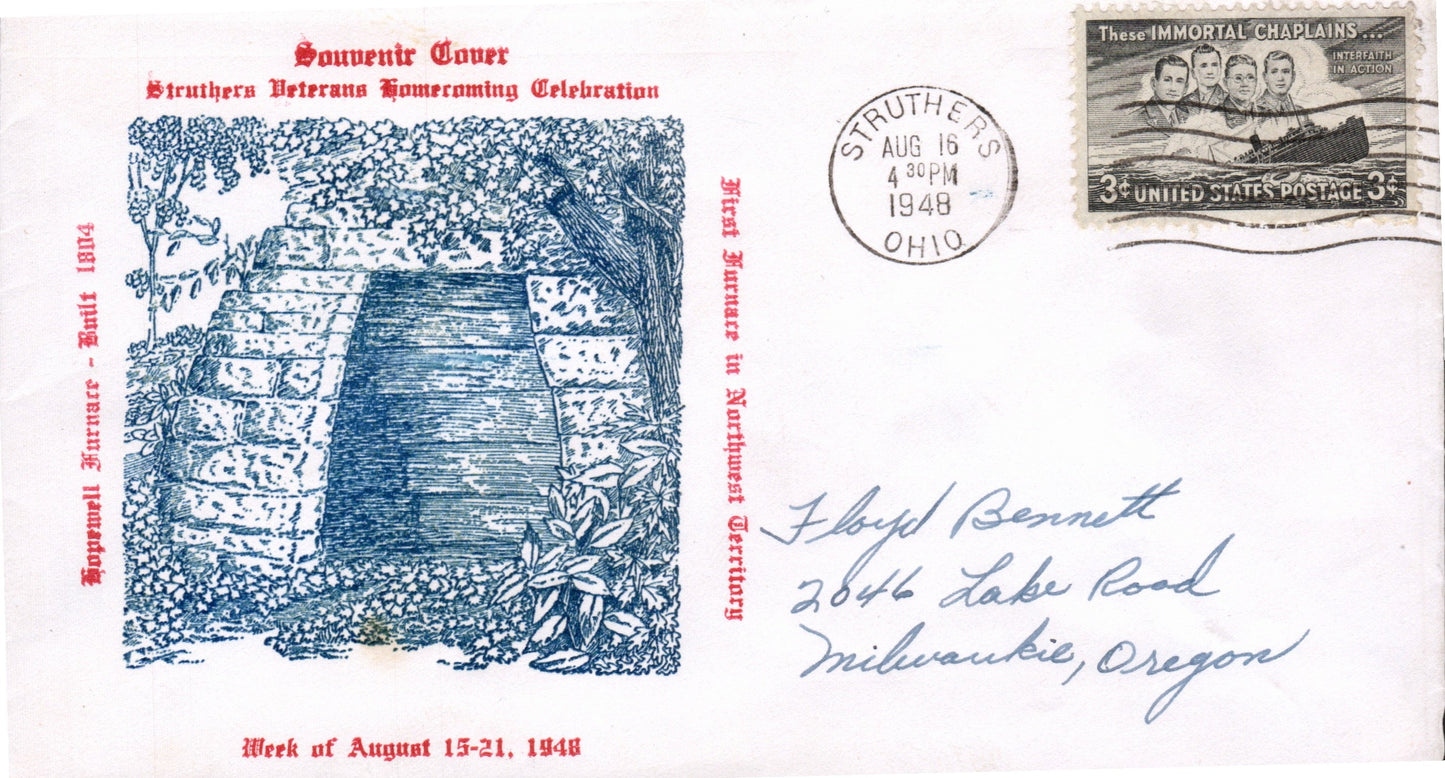 Souvenir Cover
Struthers Veterans Homecoming Celebration
Hopewell Furnace - Built 1804
First Furnace in Northwest Territory
Week of August 15-21, 1948
STRUTHERS
AUG 16
4 30 PM
1948
OHIO
These IMMORTAL CHAPLAINS...
INTERFAITH
IN ACTION
3¢ UNITED STATES POSTAGE 3¢
Floyd Bennett
2046 Lake Road
Milwaukie, Oregon